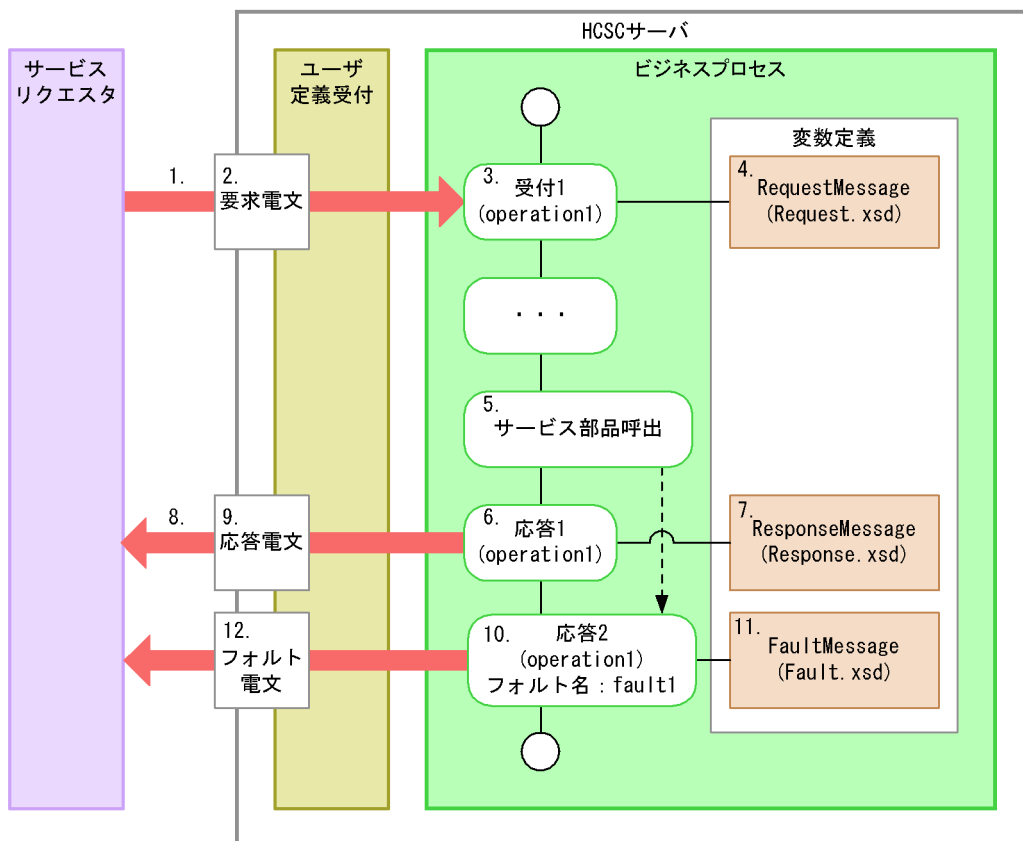 HCSCサーバ
サービス
リクエスタ
ユーザ
定義受付
ビジネスプロセス
変数定義
1.
2.
要求電文
3.
受付1
(operation1)
4.
RequestMessage
(Request.xsd)
・・・
5.
サービス部品呼出
8.
9.
応答電文
6.
応答1
(operation1)
7.
ResponseMessage
(Response.xsd)
12.
フォルト
電文
10.
応答2
(operation1)
フォルト名：fault1
11.
FaultMessage
(Fault.xsd)